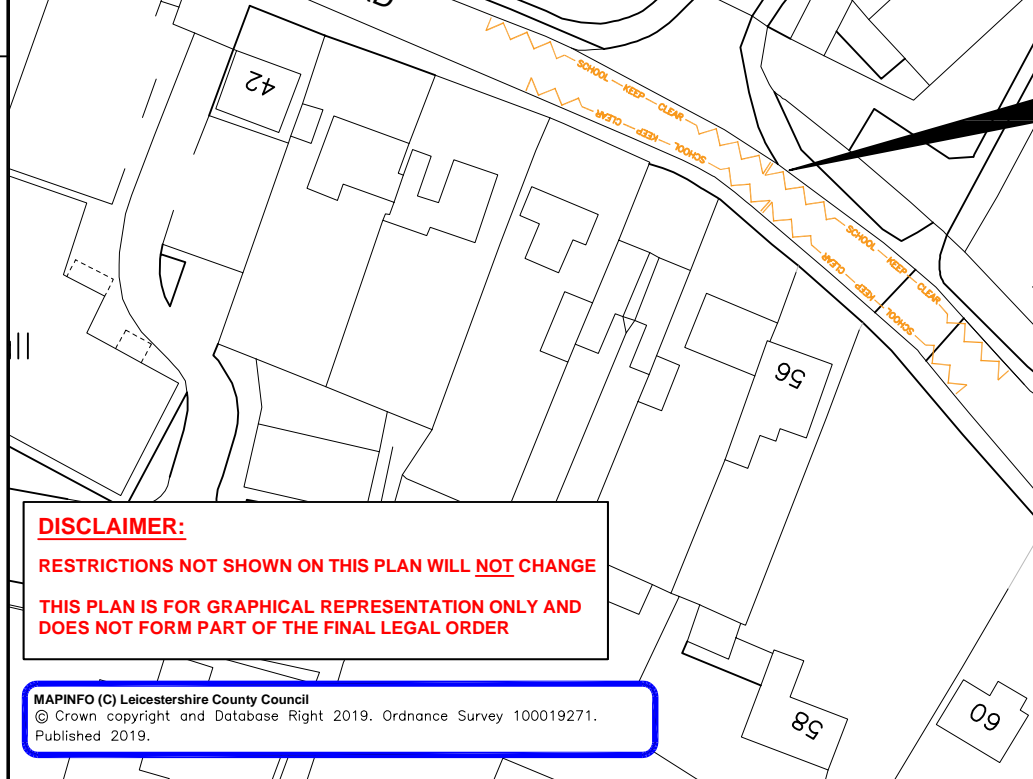 AD
42
SCHOOL KEEP CLEAR
SCHOOL KEEP CLEAR
SCHOOL KEEP CLEAR
SCHOOL KEEP CLEAR
56
58
60
DISCLAIMER:
RESTRICTIONS NOT SHOWN ON THIS PLAN WILL NOT CHANGE
THIS PLAN IS FOR GRAPHICAL REPRESENTATION ONLY AND
DOES NOT FORM PART OF THE FINAL LEGAL ORDER
MAPINFO (C) Leicestershire County Council
© Crown copyright and Database Right 2019. Ordnance Survey 100019271.
Published 2019.